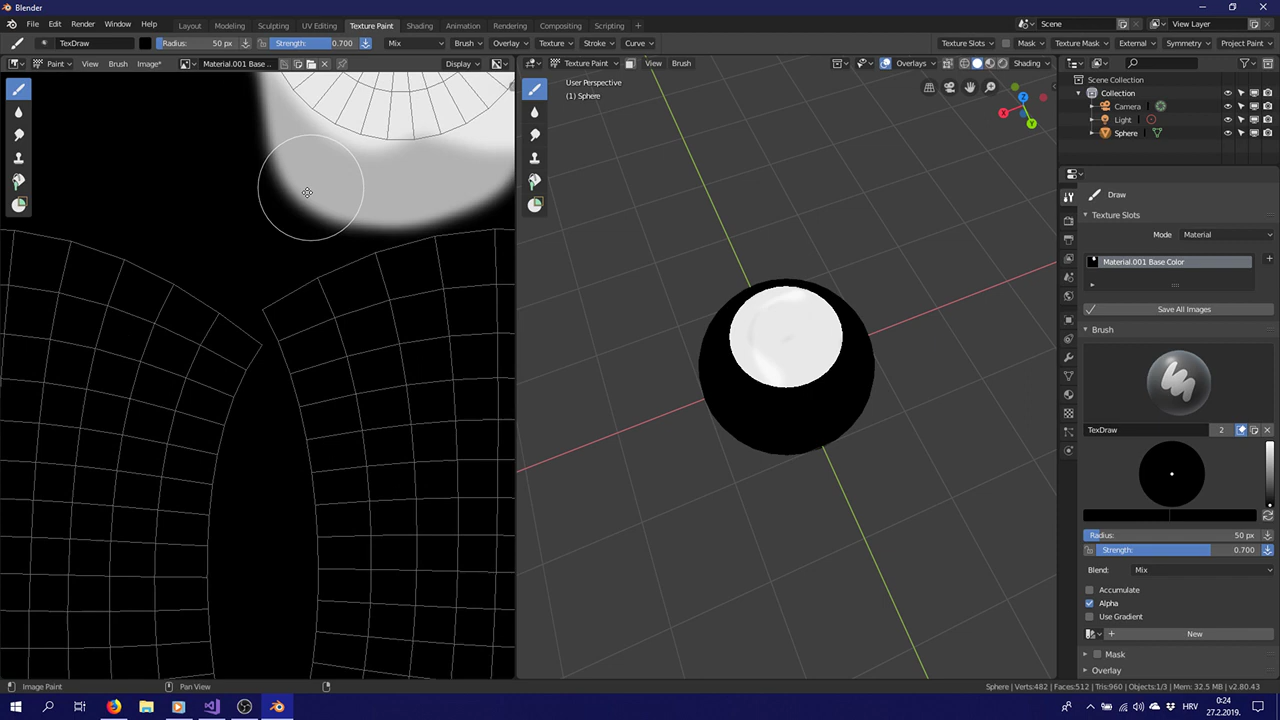 Blender
File Edit Render Window Help Layout Modeling Sculpting UV Editing Texture Paint Shading Animation Rendering Compositing Scripting + Scene View Layer
TexDraw Radius: 50 px Strength: 0.700 Mix Brush Overlay Texture Stroke Curve Texture Slots Mask Texture Mask External Symmetry Project Paint
Paint View Brush Image* Material.001 Base .. Display Texture Paint View Brush Overlays Shading
User Perspective
(1) Sphere
Z
X
Y
Scene Collection
Collection
Camera
Light
Sphere
Draw
Texture Slots
Mode Material
Material.001 Base Color
Save All Images
Brush
TexDraw 2
Radius: 50 px
Strength: 0.700
Blend: Mix
Accumulate
Alpha
Use Gradient
New
Mask
Overlay
Image Paint Pan View Sphere | Verts:482 | Faces:512 | Tris:960 | Objects:1/3 | Mem: 32.5 MB | v2.80.43
HRV 0:24
27.2.2019.